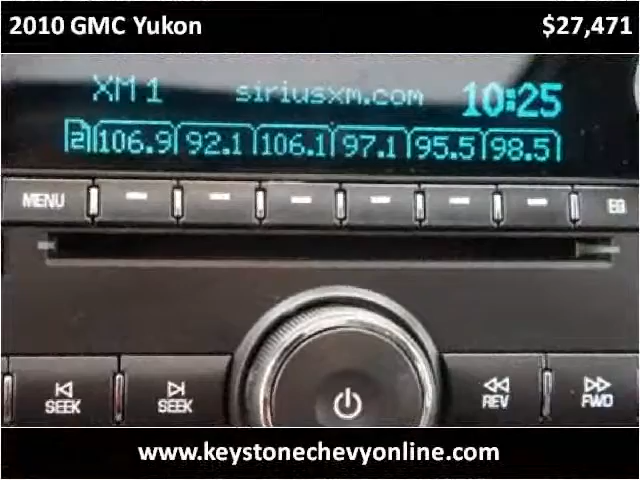 2010 GMC Yukon $27,471
XM 1 siriusxm.com 10:25
2 106.9 92.1 106.1 97.1 95.5 98.5
MENU EQ
SEEK SEEK REV FWD
www.keystonechevyonline.com